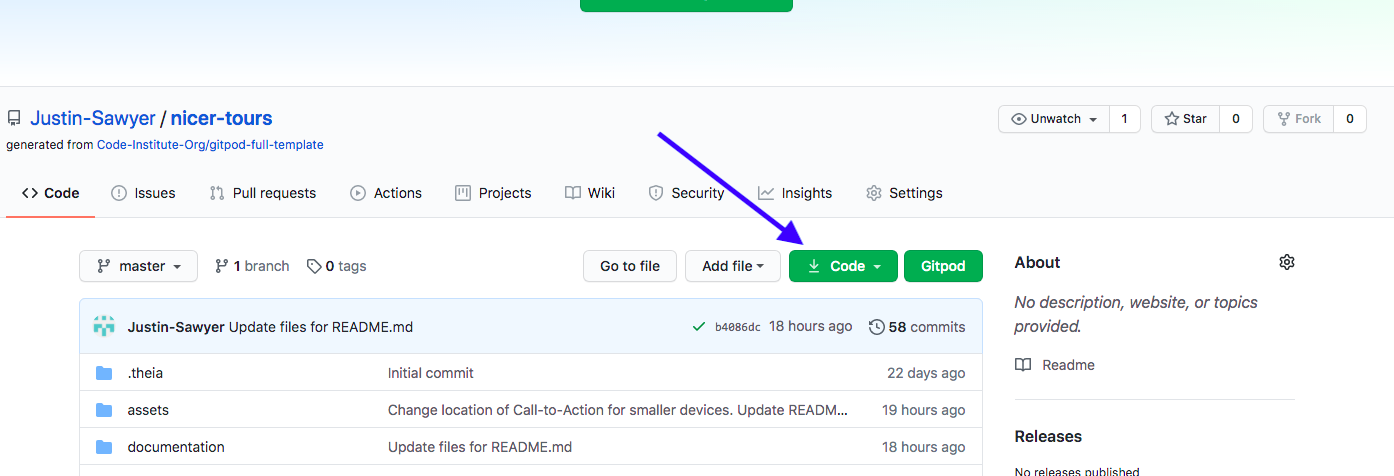 Justin-Sawyer / nicer-tours
Unwatch 1 Star 0 Fork 0
generated from Code-Institute-Org/gitpod-full-template
Code Issues Pull requests Actions Projects Wiki Security Insights Settings
master 1 branch 0 tags Go to file Add file Code Gitpod
About
Justin-Sawyer Update files for README.md b4086dc 18 hours ago 58 commits
No description, website, or topics
provided.
.theia Initial commit 22 days ago
Readme
assets Change location of Call-to-Action for smaller devices. Update READM... 19 hours ago
documentation Update files for README.md 18 hours ago
Releases
No releases published